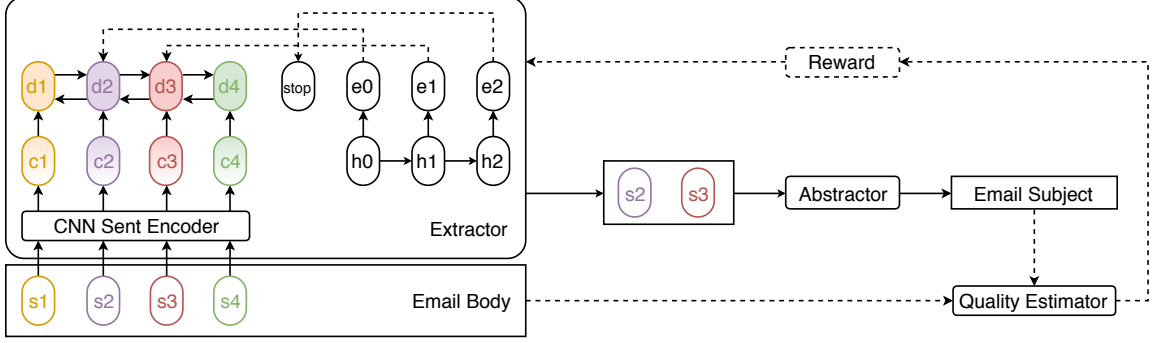 d1 d2 d3 d4 stop e0 e1 e2 Reward
c1 c2 c3 c4 h0 h1 h2
s2 s3 Abstractor Email Subject
CNN Sent Encoder Extractor
s1 s2 s3 s4 Email Body Quality Estimator